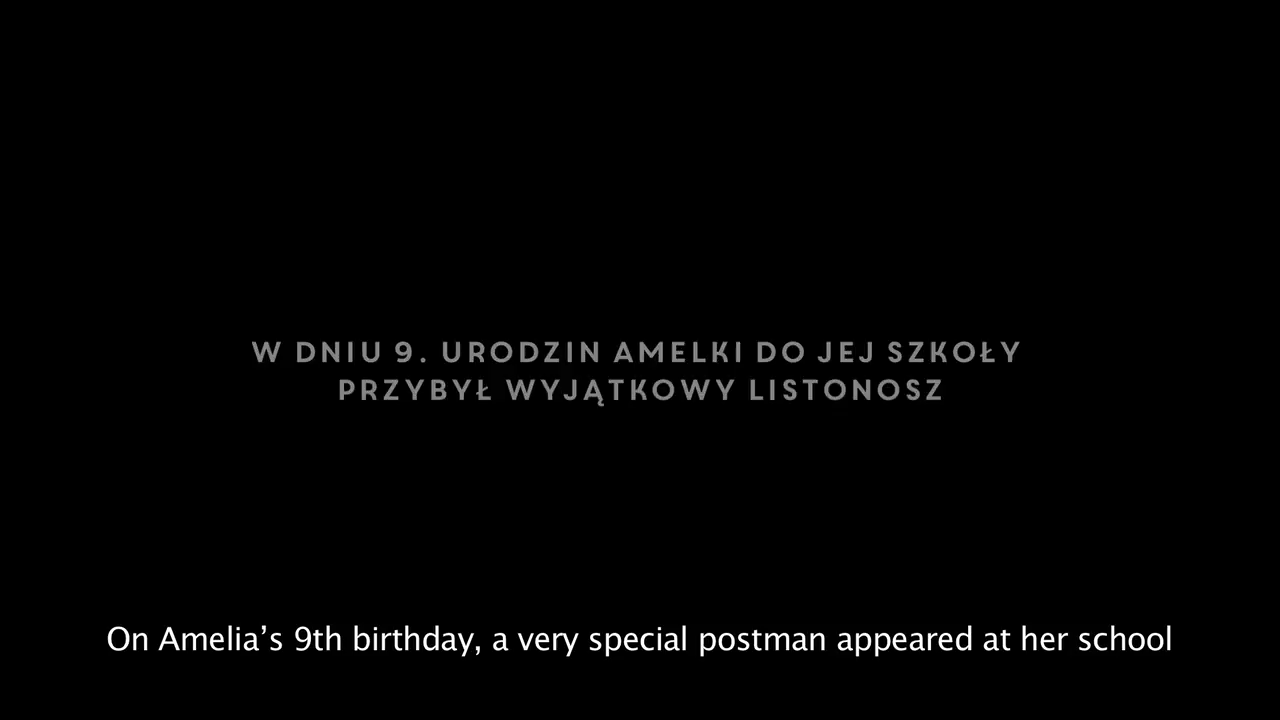 W DNIU 9. URODZIN AMELKI DO JEJ SZKOŁY
PRZYBYŁ WYJĄTKOWY LISTONOSZ
On Amelia’s 9th birthday, a very special postman appeared at her school